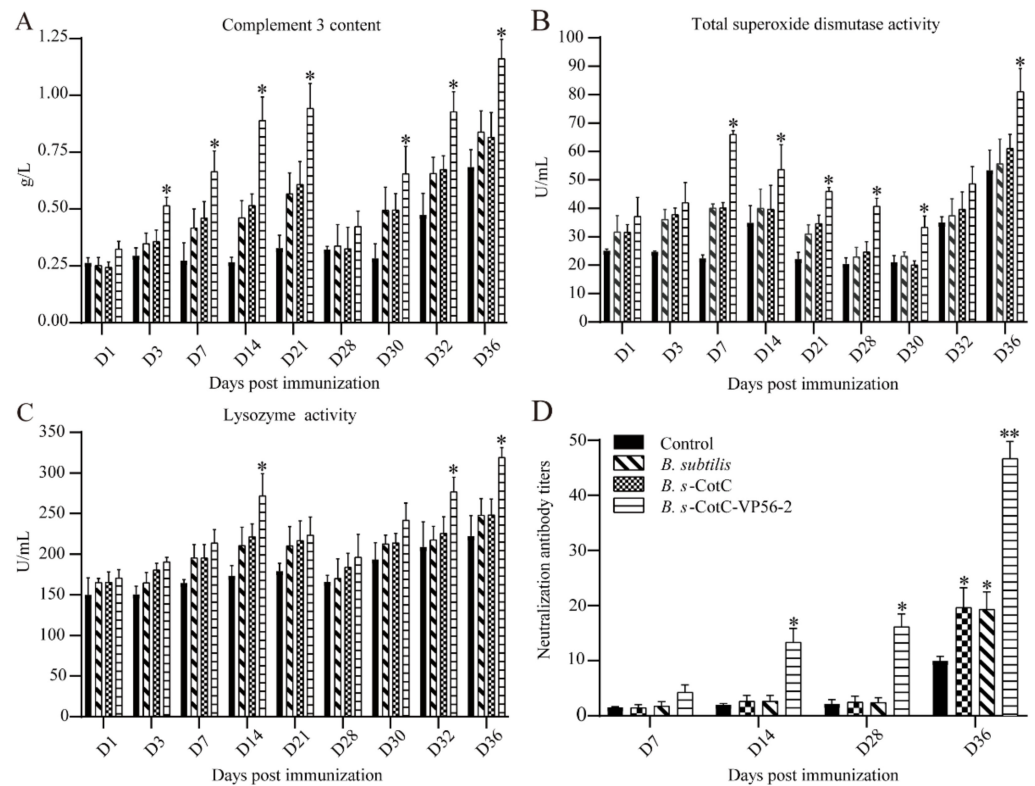 A
Complement 3 content
g/L
1.25
1.00
0.75
0.50
0.25
0.00
* * * * * *
D1 D3 D7 D14 D21 D28 D30 D32 D36
Days post immunization
B
Total superoxide dismutase activity
U/mL
100
90
80
70
60
50
40
30
20
10
0
* * * * * *
D1 D3 D7 D14 D21 D28 D30 D32 D36
Days post immunization
C
Lysozyme activity
U/mL
350
300
250
200
150
100
50
0
* * *
D1 D3 D7 D14 D21 D28 D30 D32 D36
Days post immunization
D
Neutralization antibody titers
50
40
30
20
10
0
Control
B. subtilis
B. s-CotC
B. s-CotC-VP56-2
* * * * **
D7 D14 D28 D36
Days post immunization